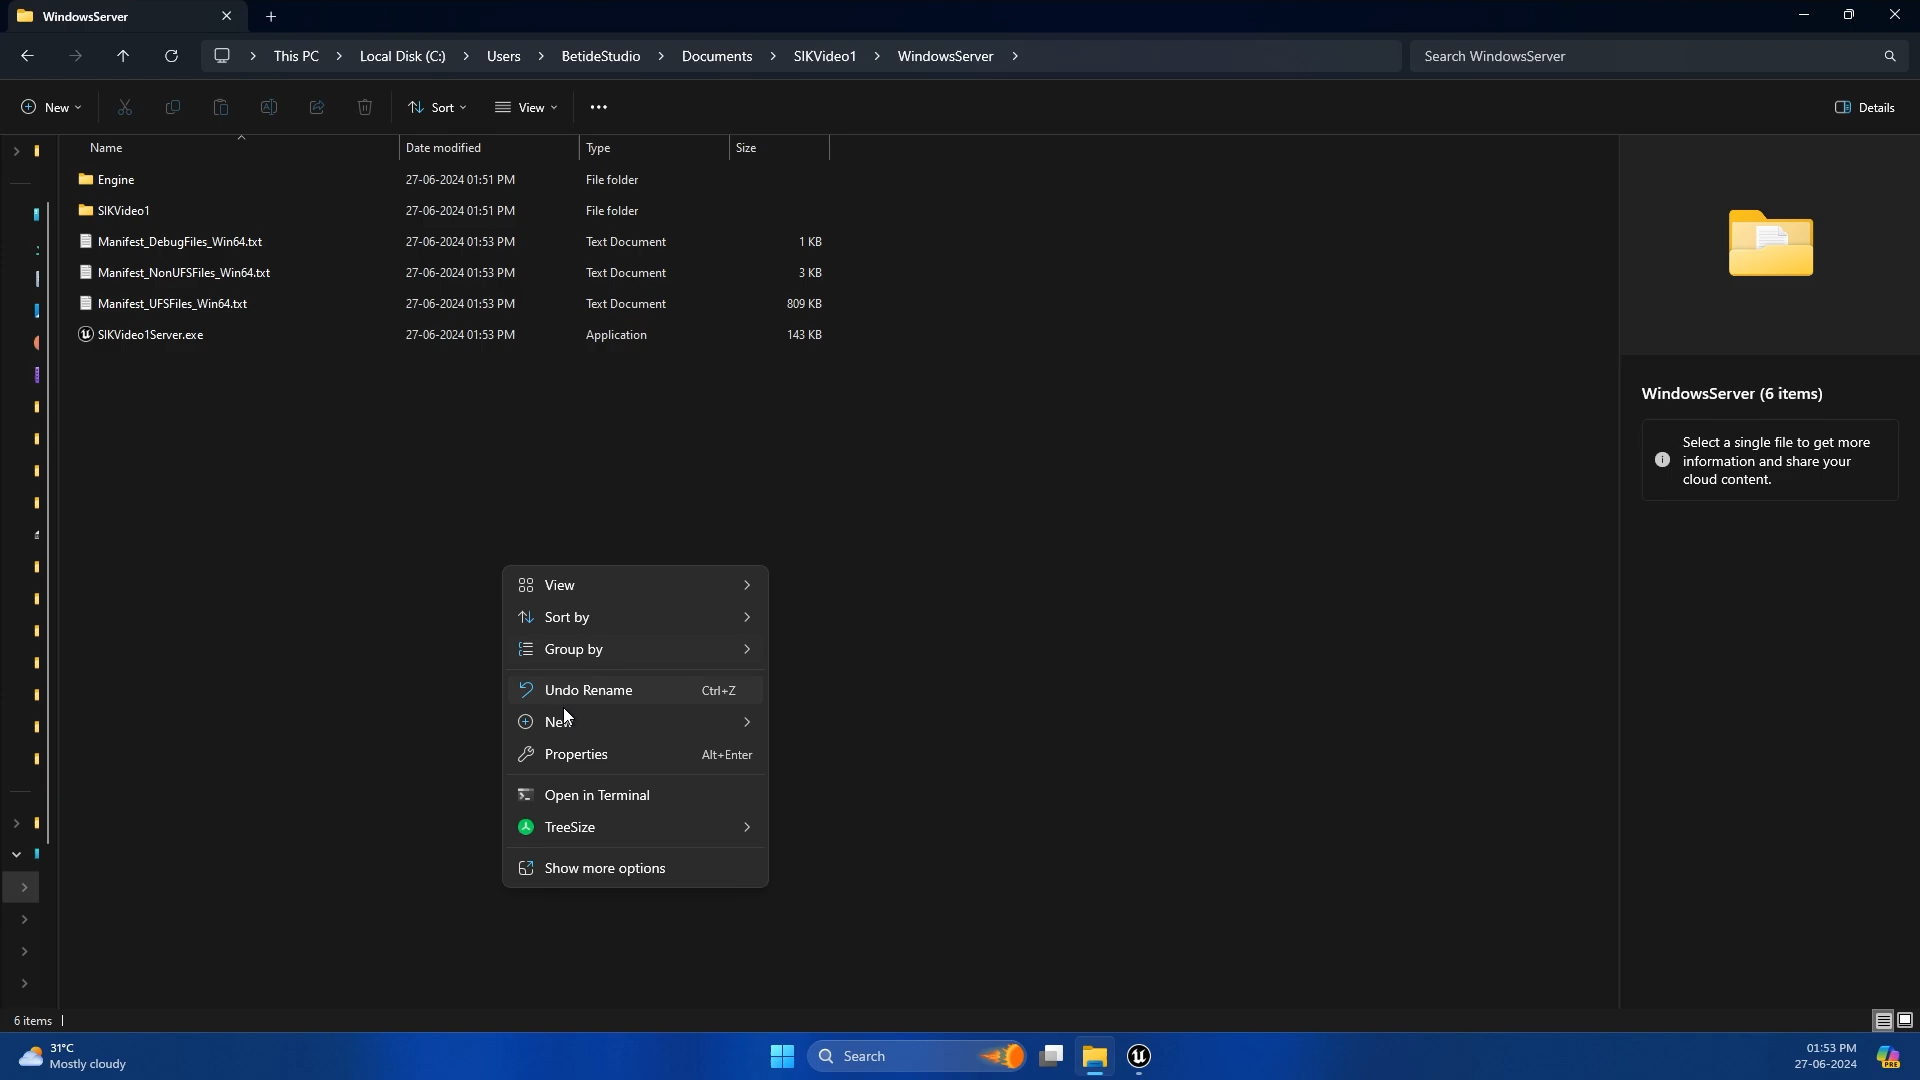 WindowsServer
This PC > Local Disk (C:) > Users > BetideStudio > Documents > SIKVideo1 > WindowsServer >
Search WindowsServer
New
Sort
View
Details
Name Date modified Type Size
Engine 27-06-2024 01:51 PM File folder
SIKVideo1 27-06-2024 01:51 PM File folder
Manifest_DebugFiles_Win64.txt 27-06-2024 01:53 PM Text Document 1 KB
Manifest_NonUFSFiles_Win64.txt 27-06-2024 01:53 PM Text Document 3 KB
Manifest_UFSFiles_Win64.txt 27-06-2024 01:53 PM Text Document 809 KB
SIKVideo1Server.exe 27-06-2024 01:53 PM Application 143 KB
WindowsServer (6 items)
Select a single file to get more
information and share your
cloud content.
View
Sort by
Group by
Undo Rename Ctrl+Z
New
Properties Alt+Enter
Open in Terminal
TreeSize
Show more options
6 items
31°C
Mostly cloudy
Search
01:53 PM
27-06-2024
PRE